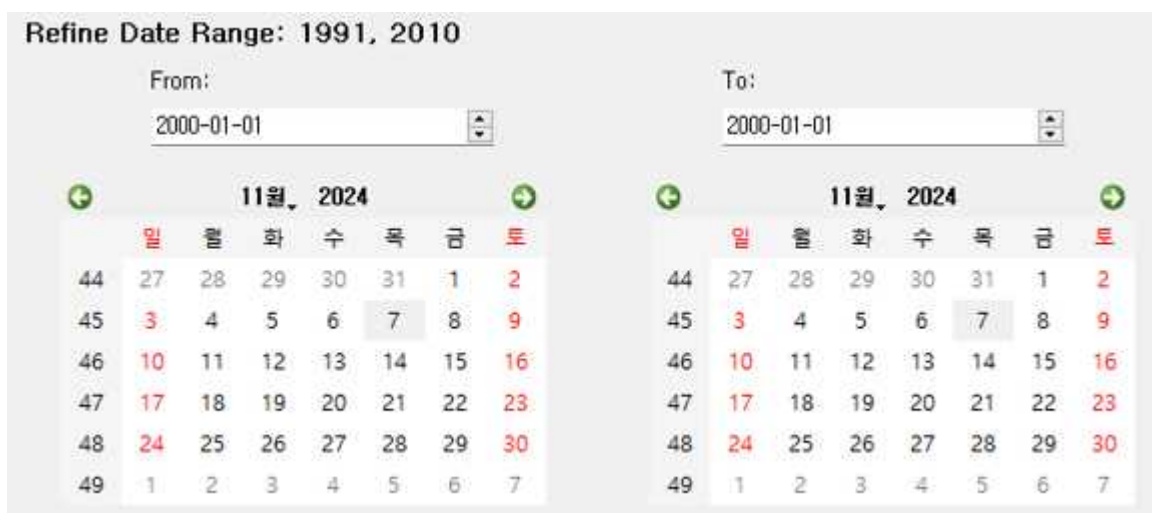 Refine Date Range: 1991, 2010
From: To:
2000-01-01 2000-01-01
11월 2024 11월 2024
일 월 화 수 목 금 토 일 월 화 수 목 금 토
44 27 28 29 30 31 1 2 44 27 28 29 30 31 1 2
45 3 4 5 6 7 8 9 45 3 4 5 6 7 8 9
46 10 11 12 13 14 15 16 46 10 11 12 13 14 15 16
47 17 18 19 20 21 22 23 47 17 18 19 20 21 22 23
48 24 25 26 27 28 29 30 48 24 25 26 27 28 29 30
49 1 2 3 4 5 6 7 49 1 2 3 4 5 6 7